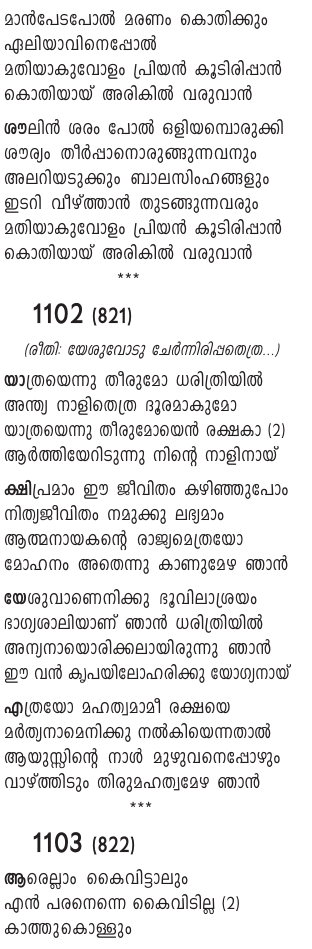 മാൻപേടപോൽ മരണം കൊതിക്കും
ഏലിയാവിനെപ്പോൽ
മതിയാകുവോളം പ്രിയൻ കൂടിരിപ്പാൻ
കൊതിയായ് അരികിൽ വരുവാൻ
ശൗലിൻ ശരം പോൽ ഒളിയമ്പൊരുക്കി
ശൗര്യം തീർപ്പാനൊരുങ്ങുന്നവനും
അലറിയടുക്കും ബാലസിംഹങ്ങളും
ഇടറി വീഴ്ത്താൻ തുടങ്ങുന്നവരും
മതിയാകുവോളം പ്രിയൻ കൂടിരിപ്പാൻ
കൊതിയായ് അരികിൽ വരുവാൻ
***
1102 (821)
(രീതി: യേശുവോടു ചേർന്നിരിപ്പതെത്ര...)
യാത്രയെന്നു തീരുമോ ധരിത്രിയിൽ
അന്ത്യ നാളിതെത്ര ദൂരമാകുമോ
യാത്രയെന്നു തീരുമോയെൻ രക്ഷകാ (2)
ആർത്തിയേറിടുന്നു നിന്റെ നാളിനായ്
ക്ഷിപ്രമാം ഈ ജീവിതം കഴിഞ്ഞുപോം
നിത്യജീവിതം നമുക്കു ലഭ്യമാം
ആത്മനായകന്റെ രാജ്യമെത്രയോ
മോഹനം അതെന്നു കാണുമേഴ ഞാൻ
യേശുവാണെനിക്കു ഭൂവിലാശ്രയം
ഭാഗ്യശാലിയാണ് ഞാൻ ധരിത്രിയിൽ
അന്യനായൊരിക്കലായിരുന്നു ഞാൻ
ഈ വൻ കൃപയിലോഹരിക്കു യോഗ്യനായ്
എത്രയോ മഹത്വമാമീ രക്ഷയെ
മർത്യനാമെനിക്കു നൽകിയെന്നതാൽ
ആയുസ്സിന്റെ നാൾ മുഴുവനെപ്പോഴും
വാഴ്ത്തിടും തിരുമഹത്വമേഴ ഞാൻ
***
1103 (822)
ആരെല്ലാം കൈവിട്ടാലും
എൻ പരനെന്നെ കൈവിടില്ല (2)
കാത്തുകൊള്ളും